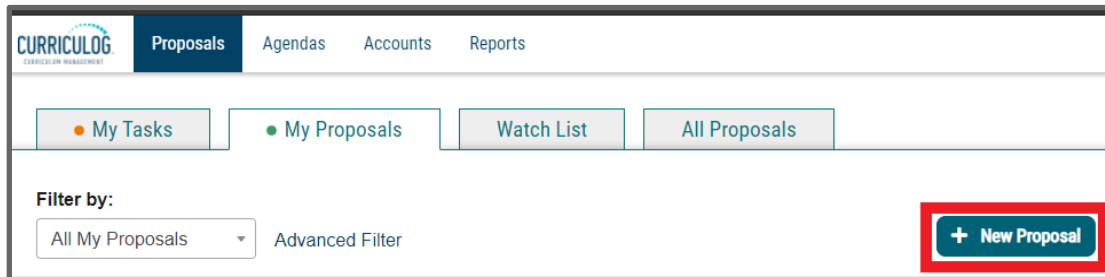 CURRICULOG
CURRICULUM MANAGEMENT
Proposals Agendas Accounts Reports
My Tasks My Proposals Watch List All Proposals
Filter by:
All My Proposals Advanced Filter + New Proposal